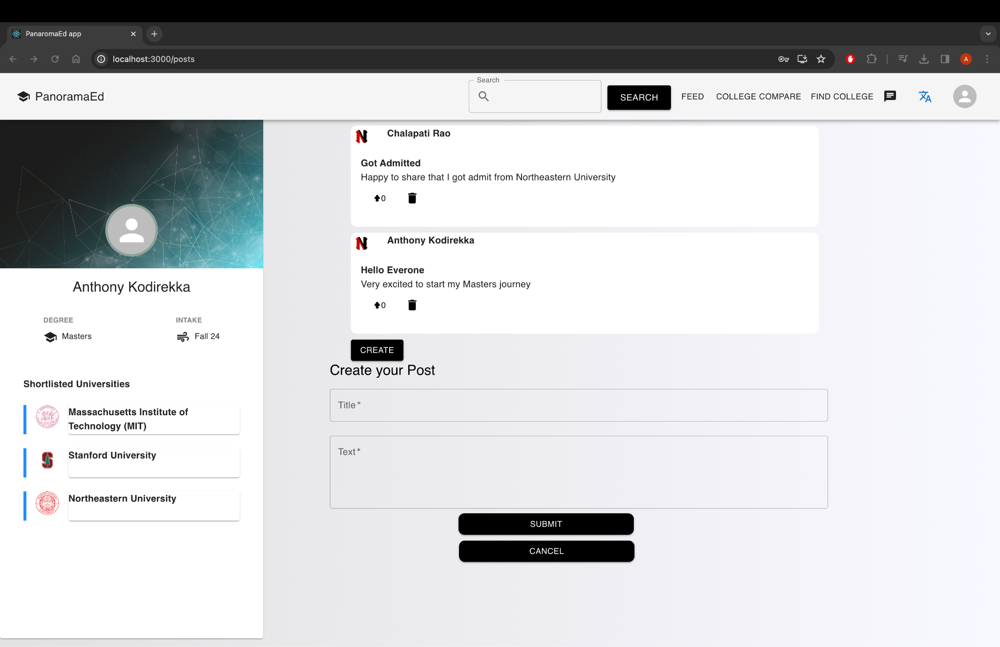 PanaromaEd app
localhost:3000/posts
A
PanoramaEd
Search
SEARCH
FEED
COLLEGE COMPARE
FIND COLLEGE
Chalapati Rao
Got Admitted
Happy to share that I got admit from Northeastern University
0
Anthony Kodirekka
Hello Everone
Very excited to start my Masters journey
0
CREATE
Create your Post
Title *
Text *
SUBMIT
CANCEL
Anthony Kodirekka
DEGREE
INTAKE
Masters
Fall 24
Shortlisted Universities
Massachusetts Institute of
Technology (MIT)
Stanford University
Northeastern University